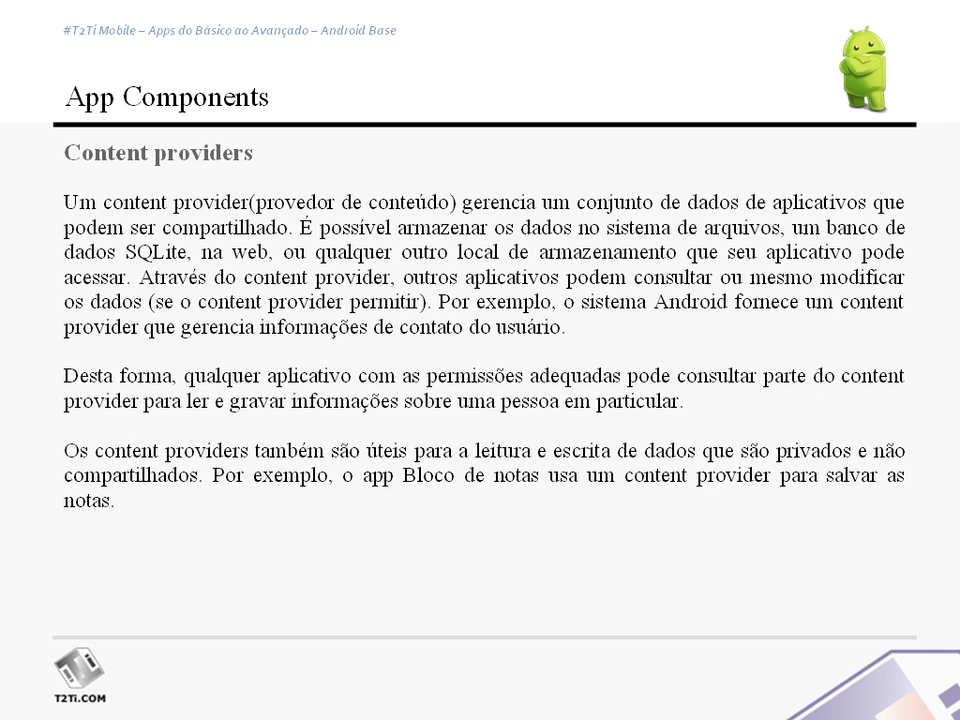 #T2Ti Mobile – Apps do Básico ao Avançado – Android Base
App Components
Content providers
Um content provider(provedor de conteúdo) gerencia um conjunto de dados de aplicativos que
podem ser compartilhado. É possível armazenar os dados no sistema de arquivos, um banco de
dados SQLite, na web, ou qualquer outro local de armazenamento que seu aplicativo pode
acessar. Através do content provider, outros aplicativos podem consultar ou mesmo modificar
os dados (se o content provider permitir). Por exemplo, o sistema Android fornece um content
provider que gerencia informações de contato do usuário.
Desta forma, qualquer aplicativo com as permissões adequadas pode consultar parte do content
provider para ler e gravar informações sobre uma pessoa em particular.
Os content providers também são úteis para a leitura e escrita de dados que são privados e não
compartilhados. Por exemplo, o app Bloco de notas usa um content provider para salvar as
notas.
T2Ti.COM